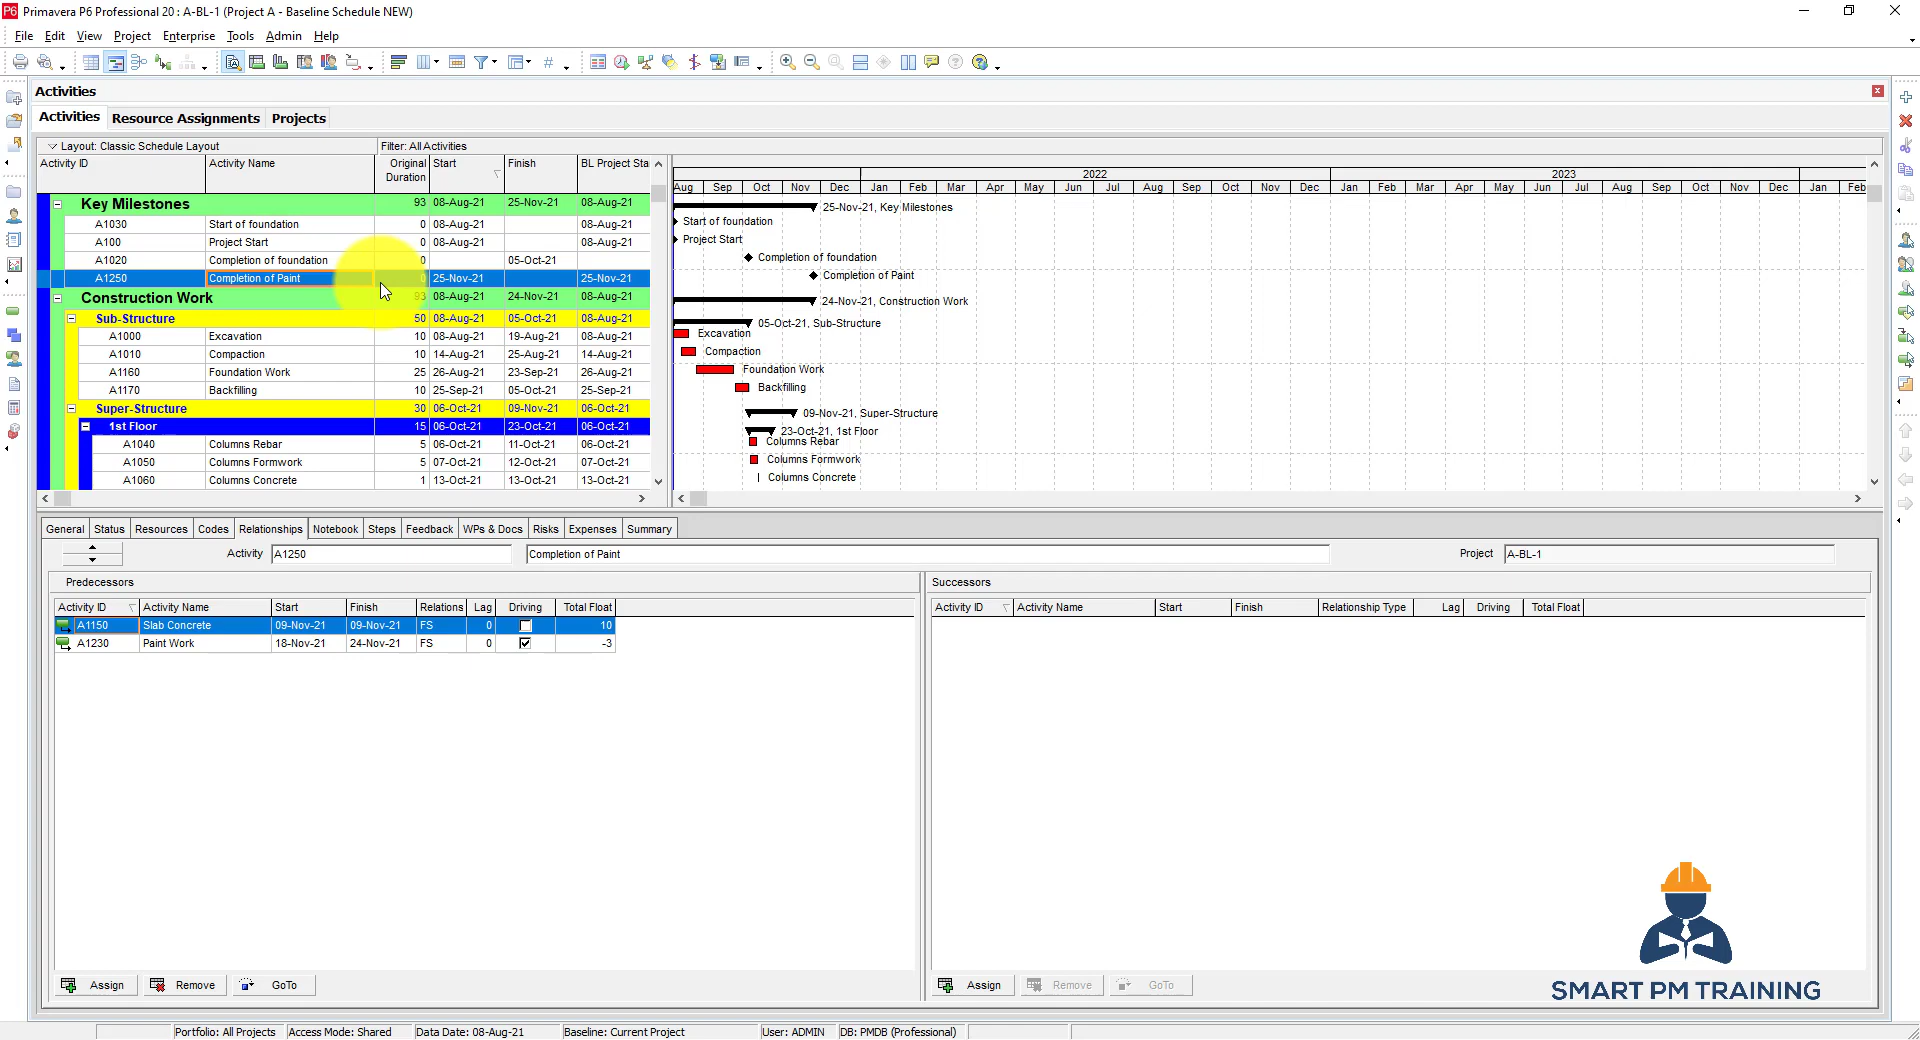 P6 Primavera P6 Professional 20 : A-BL-1 (Project A - Baseline Schedule NEW)
File Edit View Project Enterprise Tools Admin Help
Activities
Activities Resource Assignments Projects
Layout: Classic Schedule Layout Filter: All Activities
Activity ID Activity Name Original Duration Start Finish BL Project Sta
2022 2023
Aug Sep Oct Nov Dec Jan Feb Mar Apr May Jun Jul Aug Sep Oct Nov Dec Jan Feb Mar Apr May Jun Jul Aug Sep Oct Nov Dec Jan Feb
Key Milestones 93 08-Aug-21 25-Nov-21 08-Aug-21 25-Nov-21, Key Milestones
A1030 Start of foundation 0 08-Aug-21 08-Aug-21 Start of foundation
A100 Project Start 0 08-Aug-21 08-Aug-21 Project Start
A1020 Completion of foundation 0 05-Oct-21 Completion of foundation
A1250 Completion of Paint 0 25-Nov-21 25-Nov-21 Completion of Paint
Construction Work 93 08-Aug-21 24-Nov-21 08-Aug-21 24-Nov-21, Construction Work
Sub-Structure 50 08-Aug-21 05-Oct-21 08-Aug-21 05-Oct-21, Sub-Structure
A1000 Excavation 10 08-Aug-21 19-Aug-21 08-Aug-21 Excavation
A1010 Compaction 10 14-Aug-21 25-Aug-21 14-Aug-21 Compaction
A1160 Foundation Work 25 26-Aug-21 23-Sep-21 26-Aug-21 Foundation Work
A1170 Backfilling 10 25-Sep-21 05-Oct-21 25-Sep-21 Backfilling
Super-Structure 30 06-Oct-21 09-Nov-21 06-Oct-21 09-Nov-21, Super-Structure
1st Floor 15 06-Oct-21 23-Oct-21 06-Oct-21 23-Oct-21, 1st Floor
A1040 Columns Rebar 5 06-Oct-21 11-Oct-21 06-Oct-21 Columns Rebar
A1050 Columns Formwork 5 07-Oct-21 12-Oct-21 07-Oct-21 Columns Formwork
A1060 Columns Concrete 1 13-Oct-21 13-Oct-21 13-Oct-21 Columns Concrete
General Status Resources Codes Relationships Notebook Steps Feedback WPs & Docs Risks Expenses Summary
Activity A1250 Completion of Paint Project A-BL-1
Predecessors Successors
Activity ID Activity Name Start Finish Relations Lag Driving Total Float Activity ID Activity Name Start Finish Relationship Type Lag Driving Total Float
A1150 Slab Concrete 09-Nov-21 09-Nov-21 FS 0 10
A1230 Paint Work 18-Nov-21 24-Nov-21 FS 0 -3
Assign Remove GoTo Assign Remove GoTo
SMART PM TRAINING
Portfolio: All Projects Access Mode: Shared Data Date: 08-Aug-21 Baseline: Current Project User: ADMIN DB: PMDB (Professional)